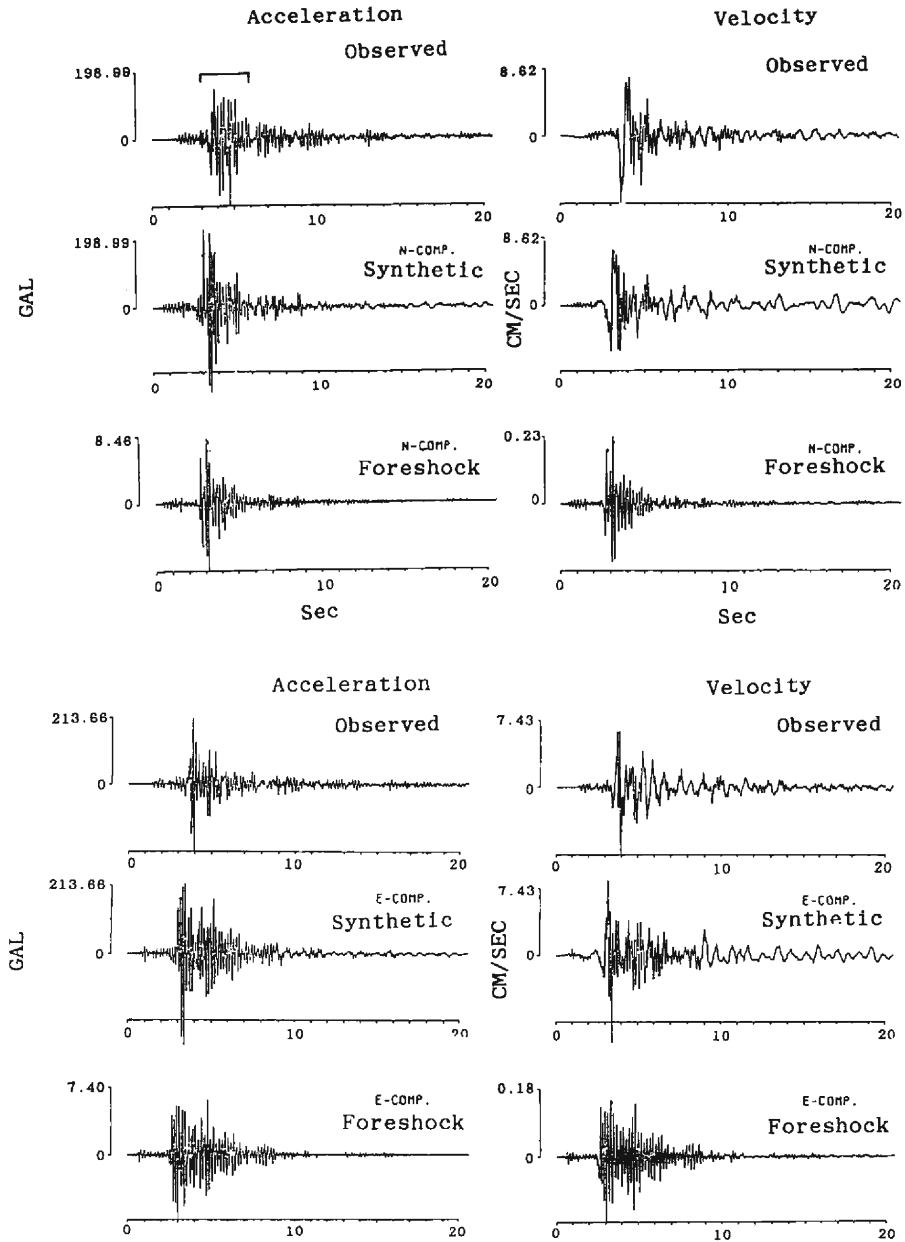 Acceleration Velocity
Observed Observed
198.99 8.62
0 0
0 10 20 0 10 20
N-COMP. N-COMP.
198.99 Synthetic 8.62 Synthetic
GAL CM/SEC
0 0
0 10 20 0 10 20
N-COMP. N-COMP.
8.46 Foreshock 0.23 Foreshock
0 0
0 10 20 0 10 20
Sec Sec
Acceleration Velocity
213.66 Observed 7.43 Observed
0 0
0 10 20 0 10 20
E-COMP. E-COMP.
213.66 Synthetic 7.43 Synthetic
GAL CM/SEC
0 0
0 10 20 0 10 20
E-COMP. E-COMP.
7.40 Foreshock 0.18 Foreshock
0 0
0 10 20 0 10 20